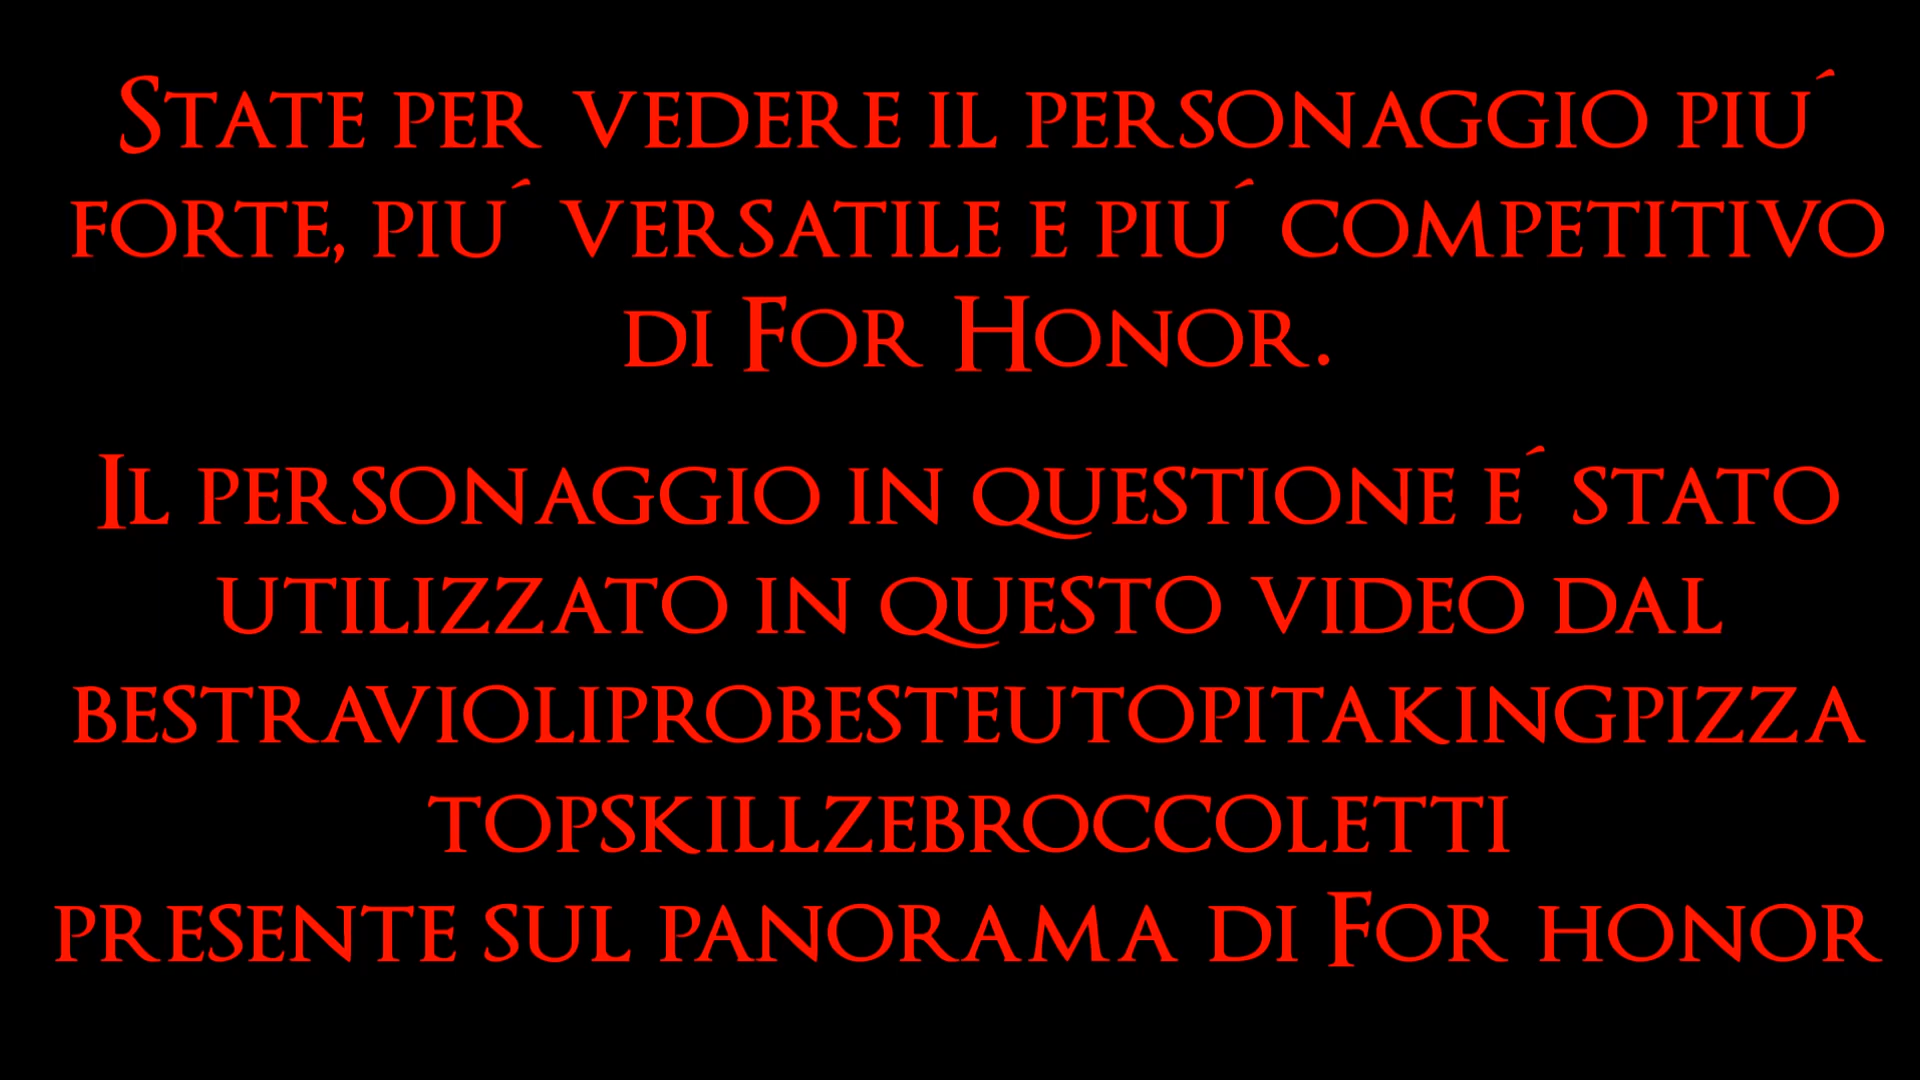 State per vedere il personaggio piu´
forte, piu´ versatile e piu´ competitivo
di For Honor.
Il personaggio in questione e´ stato
utilizzato in questo video dal
bestravioliprobesteutopitakingpizza
topskillzebroccoletti
presente sul panorama di For honor